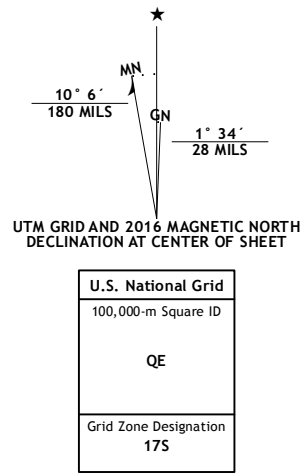 ★
MN
10° 6´
180 MILS
GN
1° 34´
28 MILS
UTM GRID AND 2016 MAGNETIC NORTH
DECLINATION AT CENTER OF SHEET
U.S. National Grid
100,000-m Square ID
QE
Grid Zone Designation
17S